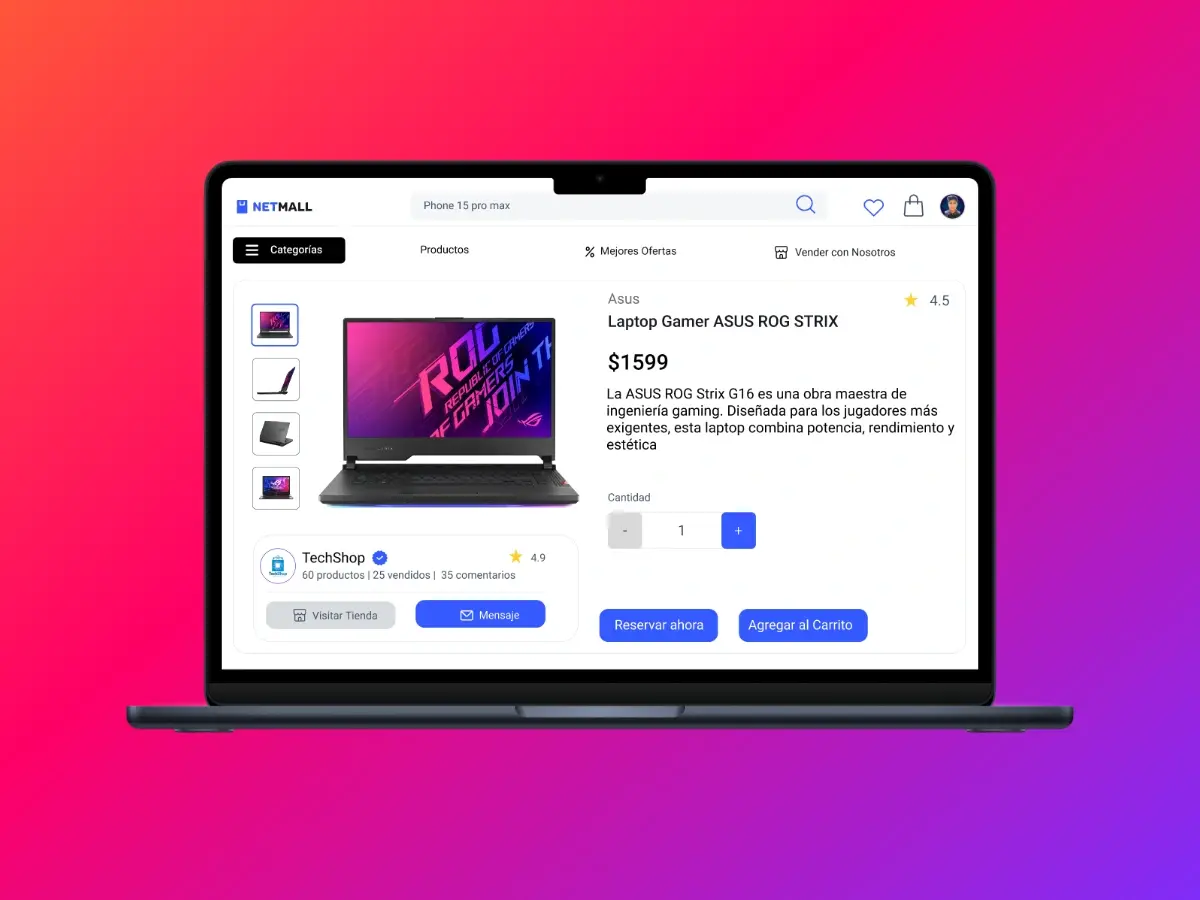 NETMALL
Phone 15 pro max
Categorías
Productos
% Mejores Ofertas
Vender con Nosotros
Asus
4.5
Laptop Gamer ASUS ROG STRIX
$1599
La ASUS ROG Strix G16 es una obra maestra de
ingeniería gaming. Diseñada para los jugadores más
exigentes, esta laptop combina potencia, rendimiento y
estética
ROG
REPUBLIC OF GAMERS
OF GAMERS
JOIN TH
Cantidad
- 1 +
TechShop
4.9
60 productos | 25 vendidos | 35 comentarios
Visitar Tienda
Mensaje
Reservar ahora
Agregar al Carrito